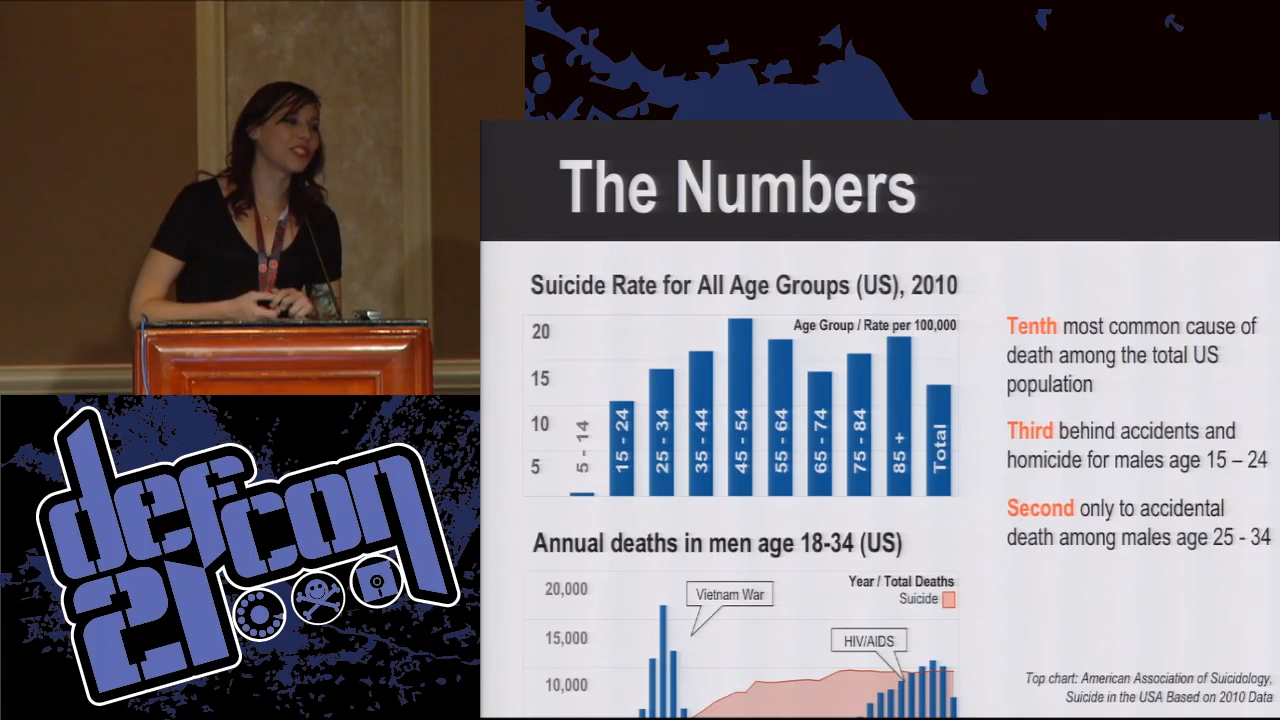 The Numbers
Suicide Rate for All Age Groups (US), 2010
Age Group / Rate per 100,000
20
15
10
5
5 - 14
15 - 24
25 - 34
35 - 44
45 - 54
55 - 64
65 - 74
75 - 84
85 +
Total
Tenth most common cause of
death among the total US
population
Third behind accidents and
homicide for males age 15 – 24
Second only to accidental
death among males age 25 - 34
Annual deaths in men age 18-34 (US)
Year / Total Deaths
Suicide
20,000
15,000
10,000
Vietnam War
HIV/AIDS
Top chart: American Association of Suicidology,
Suicide in the USA Based on 2010 Data
defcon
21